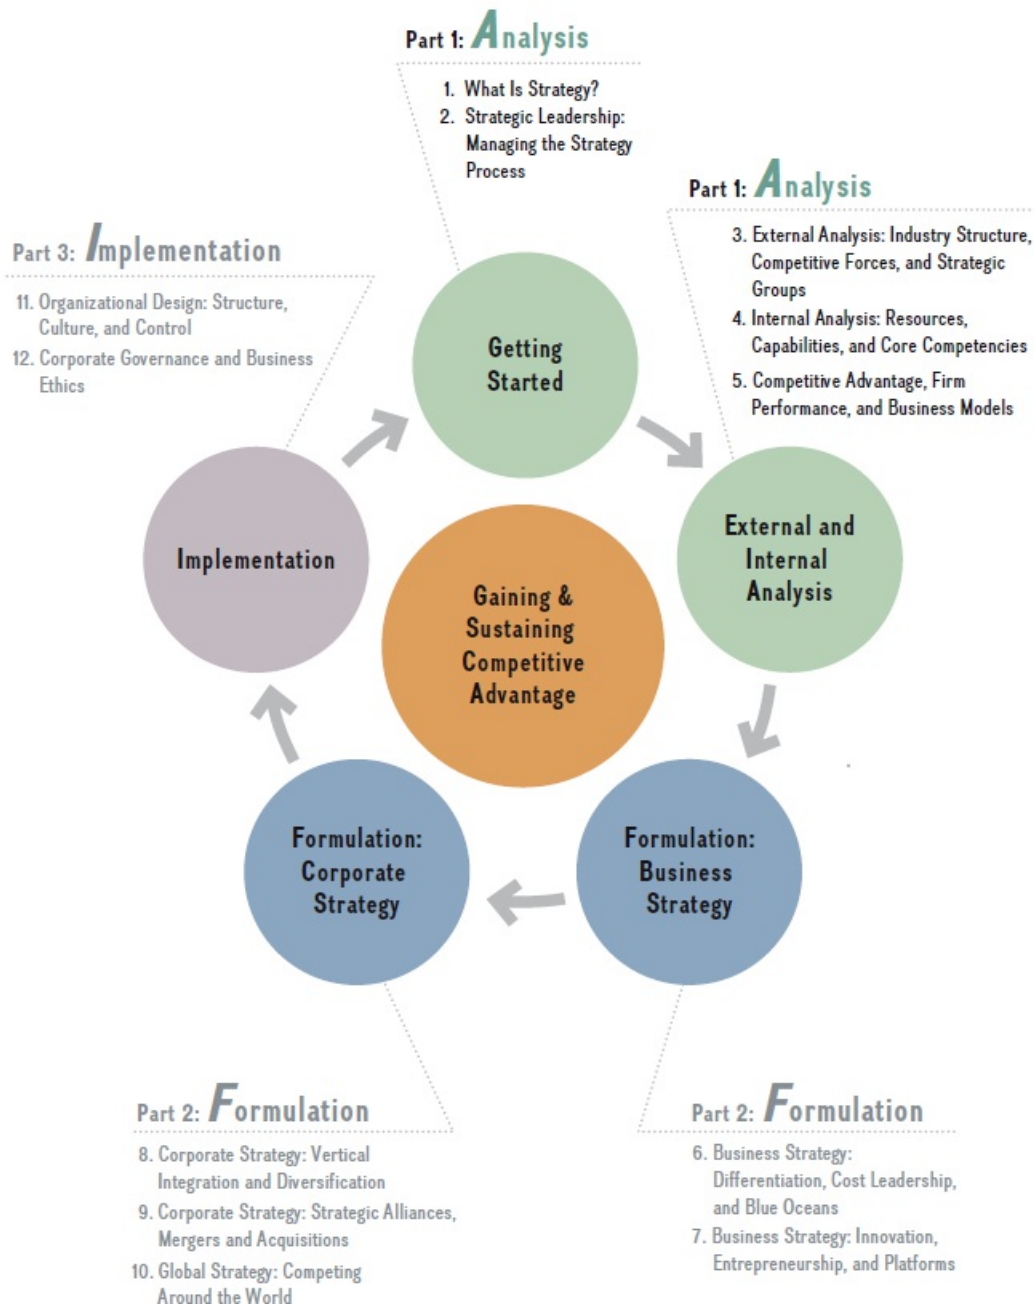 Part 1: Analysis
1. What Is Strategy?
2. Strategic Leadership:
Managing the Strategy
Process
Part 1: Analysis
3. External Analysis: Industry Structure,
Competitive Forces, and Strategic
Groups
4. Internal Analysis: Resources,
Capabilities, and Core Competencies
5. Competitive Advantage, Firm
Performance, and Business Models
Part 3: Implementation
11. Organizational Design: Structure,
Culture, and Control
12. Corporate Governance and Business
Ethics
Getting
Started
External and
Internal
Analysis
Implementation
Gaining &
Sustaining
Competitive
Advantage
Formulation:
Corporate
Strategy
Formulation:
Business
Strategy
Part 2: Formulation
8. Corporate Strategy: Vertical
Integration and Diversification
9. Corporate Strategy: Strategic Alliances,
Mergers and Acquisitions
10. Global Strategy: Competing
Around the World
Part 2: Formulation
6. Business Strategy:
Differentiation, Cost Leadership,
and Blue Oceans
7. Business Strategy: Innovation,
Entrepreneurship, and Platforms